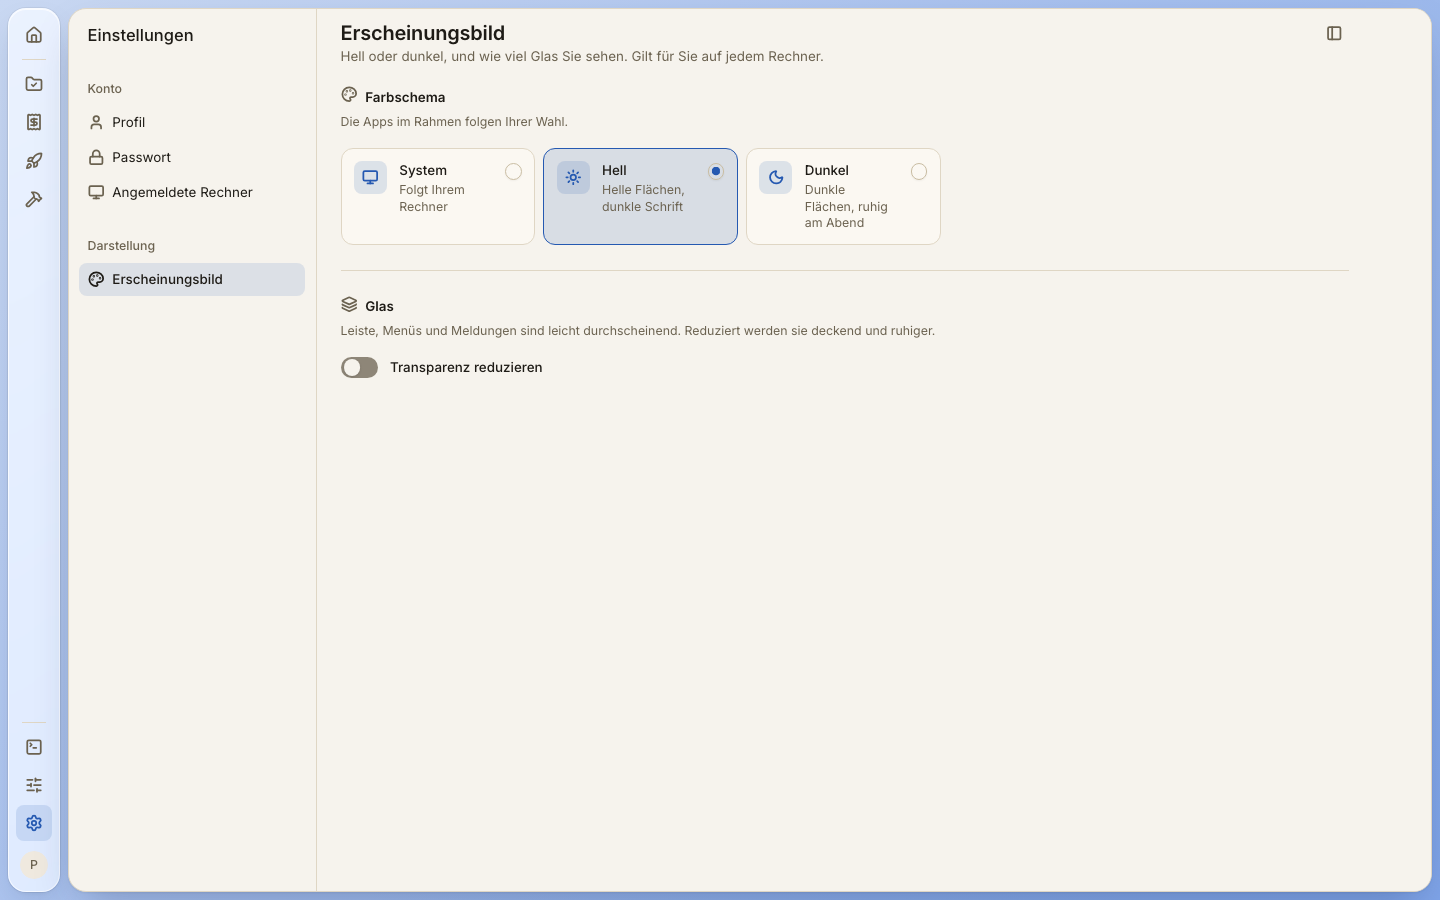 Einstellungen
Konto
Profil
Passwort
Angemeldete Rechner
Darstellung
Erscheinungsbild
P
Erscheinungsbild
Hell oder dunkel, und wie viel Glas Sie sehen. Gilt für Sie auf jedem Rechner.
Farbschema
Die Apps im Rahmen folgen Ihrer Wahl.
System
Folgt Ihrem
Rechner
Hell
Helle Flächen,
dunkle Schrift
Dunkel
Dunkle
Flächen, ruhig
am Abend
Glas
Leiste, Menüs und Meldungen sind leicht durchscheinend. Reduziert werden sie deckend und ruhiger.
Transparenz reduzieren